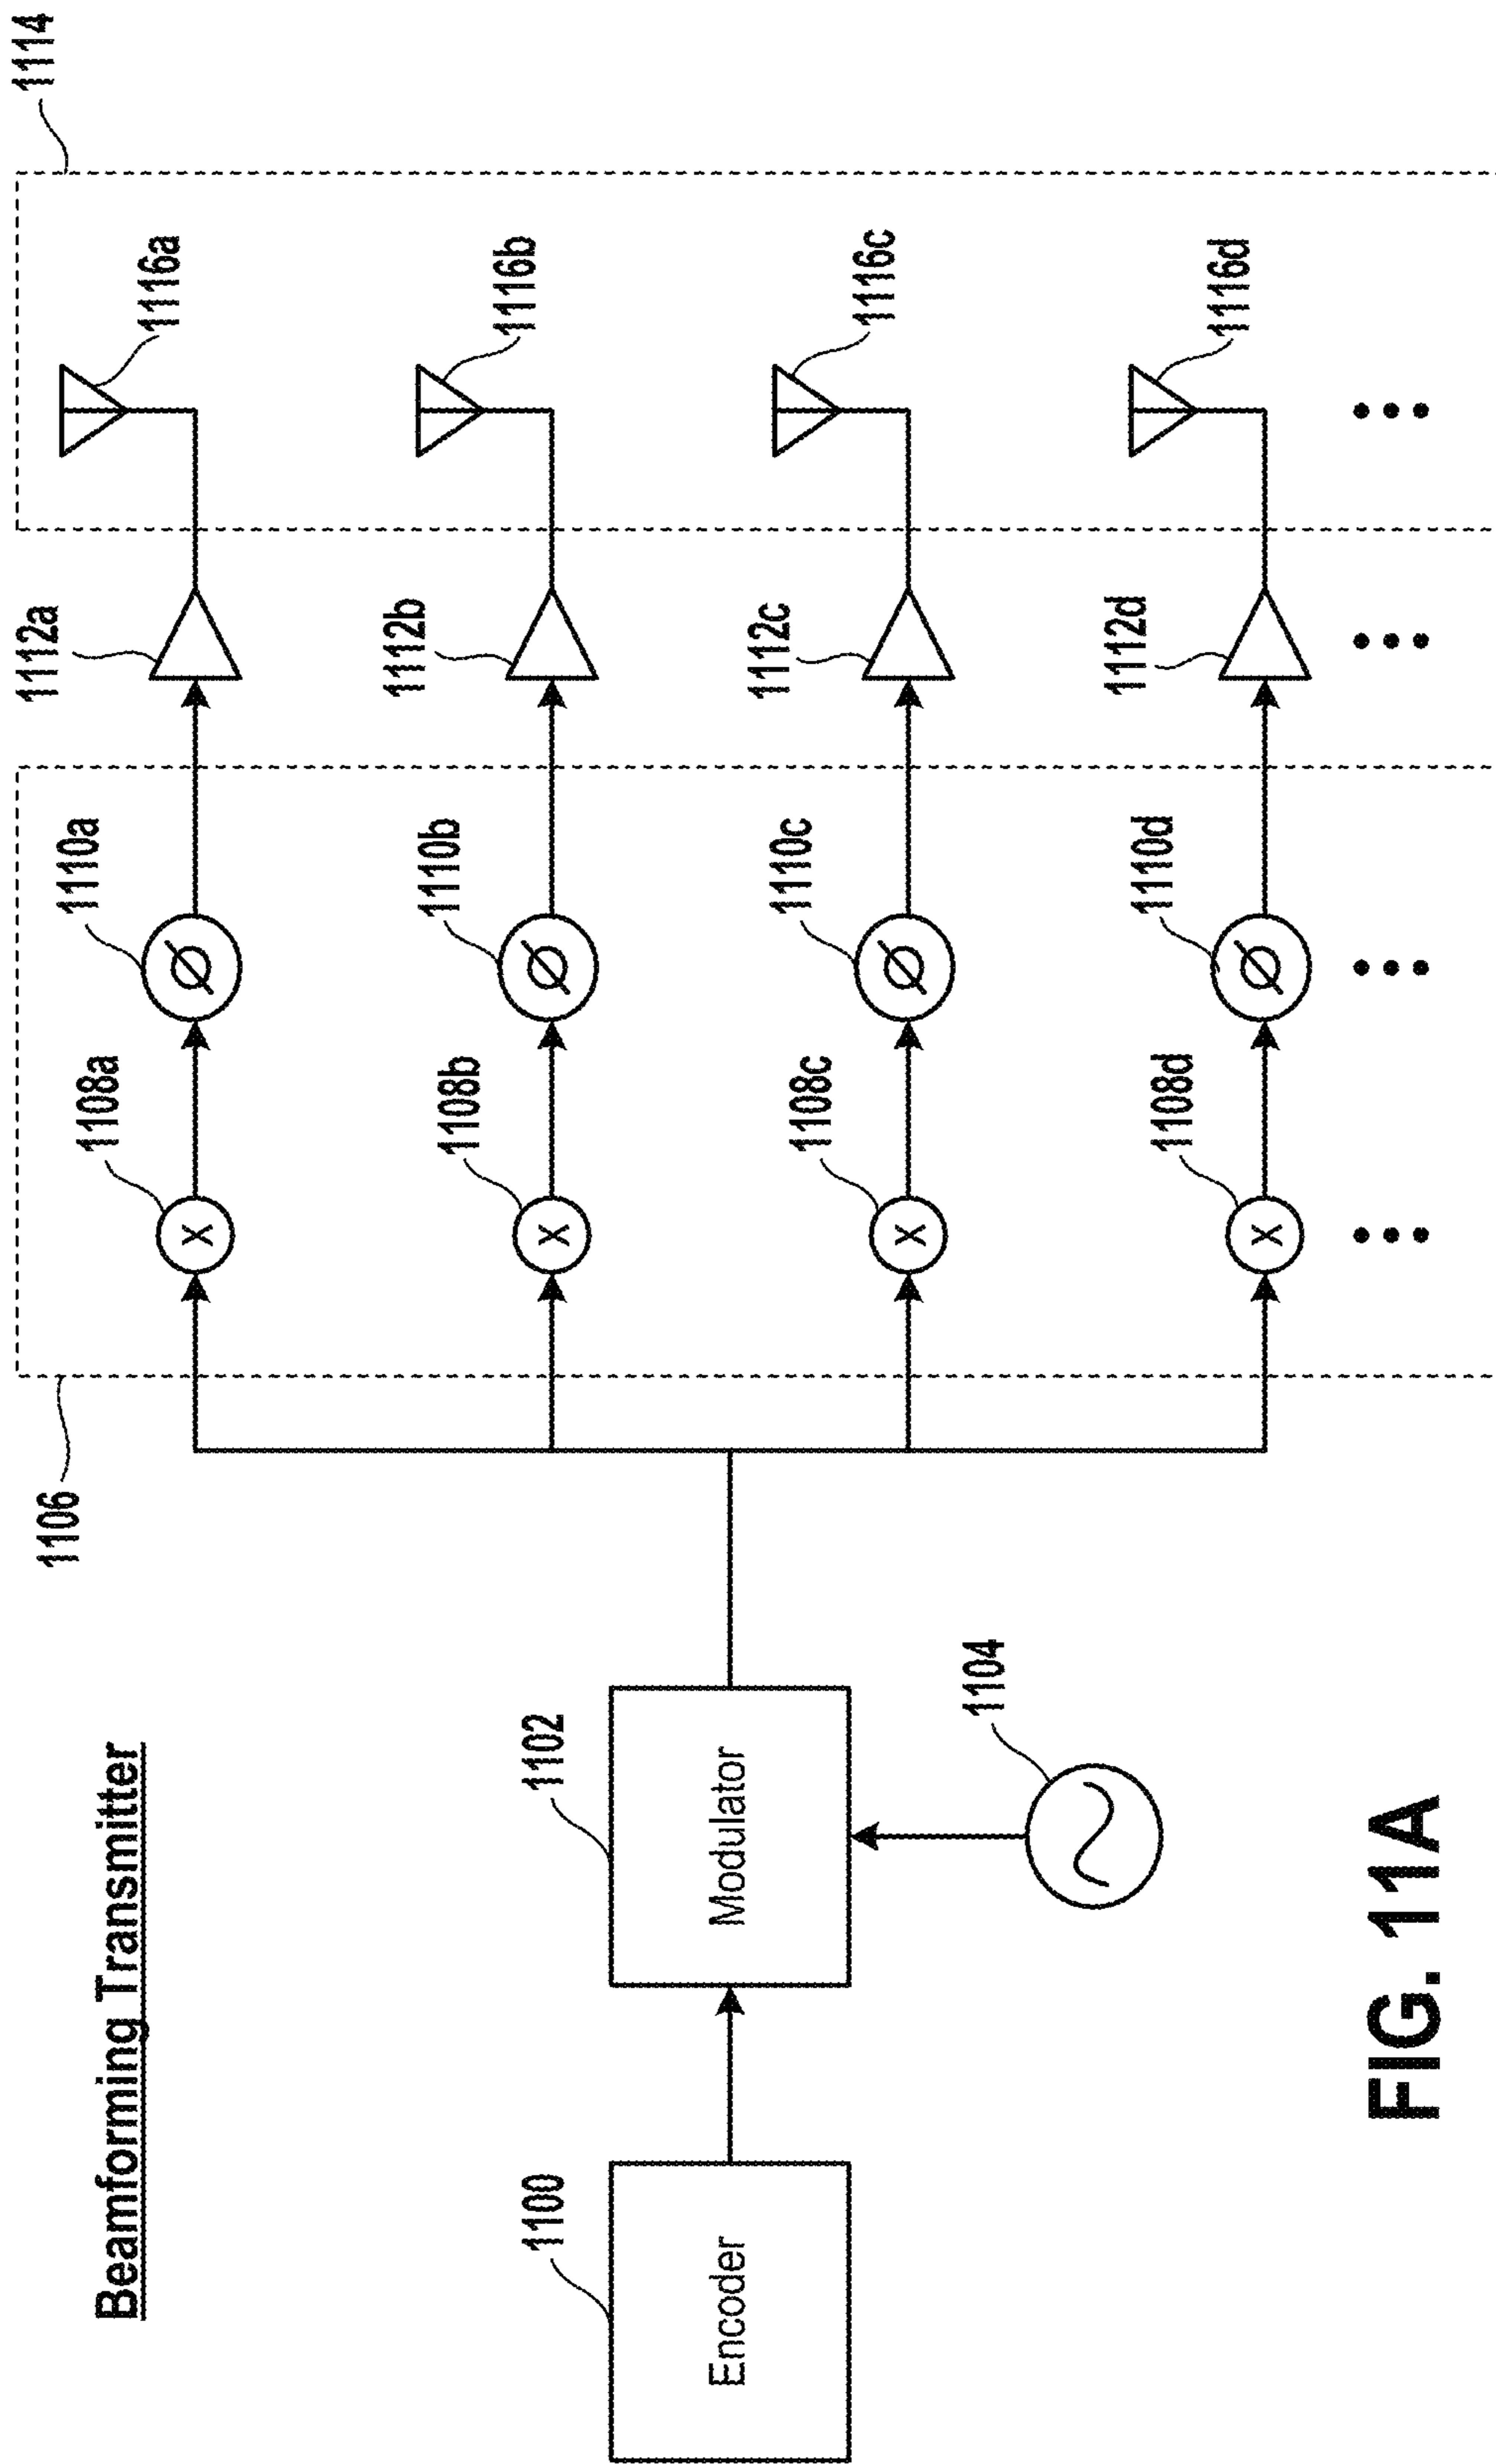 Beamforming Transmitter
1114
1106
1108a
1110a
1112a
1116a
X
Ø
1108b
1110b
1112b
1116b
X
Ø
1100
1102
Encoder
Modulator
1108c
1110c
1112c
1116c
X
Ø
1104
1108d
1110d
1112d
1116d
X
Ø
FIG. 11A